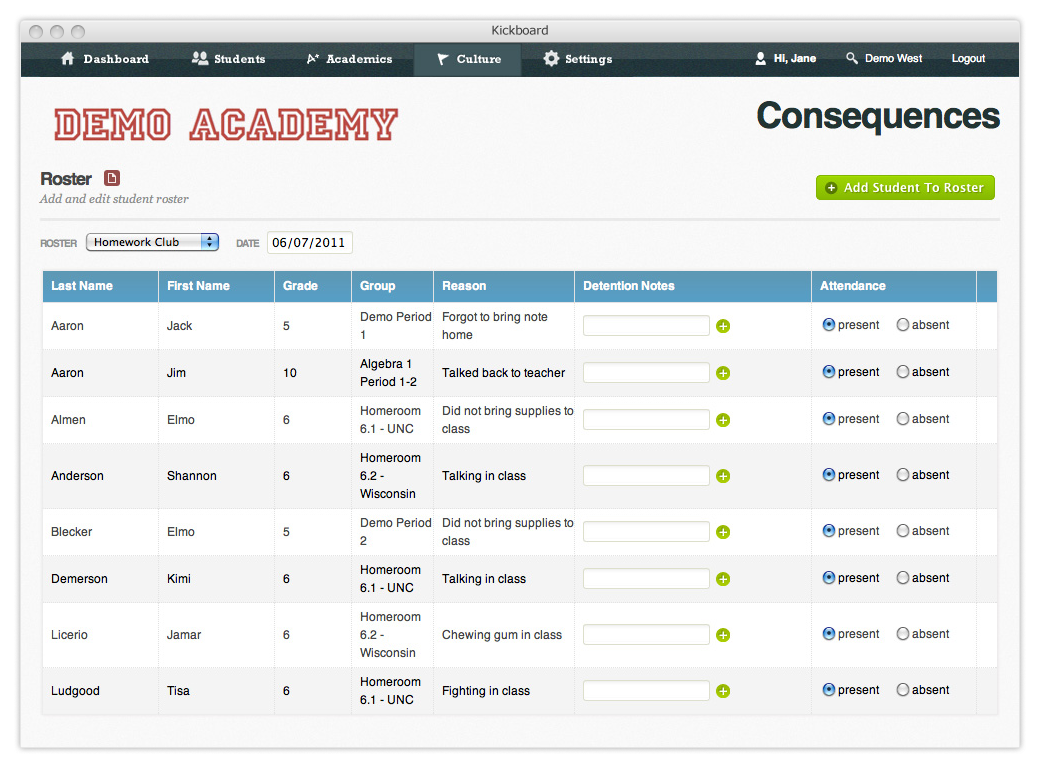 Kickboard
Dashboard Students A+ Academics Culture Settings Hi, Jane Demo West Logout
DEMO ACADEMY
Consequences
Roster
Add and edit student roster
Add Student To Roster
ROSTER Homework Club DATE 06/07/2011
Last Name First Name Grade Group Reason Detention Notes Attendance
Aaron Jack 5 Demo Period 1 Forgot to bring note home present absent
Aaron Jim 10 Algebra 1 Period 1-2 Talked back to teacher present absent
Almen Elmo 6 Homeroom 6.1 - UNC Did not bring supplies to class present absent
Anderson Shannon 6 Homeroom 6.2 - Wisconsin Talking in class present absent
Blecker Elmo 5 Demo Period 2 Did not bring supplies to class present absent
Demerson Kimi 6 Homeroom 6.1 - UNC Talking in class present absent
Licerio Jamar 6 Homeroom 6.2 - Wisconsin Chewing gum in class present absent
Ludgood Tisa 6 Homeroom 6.1 - UNC Fighting in class present absent